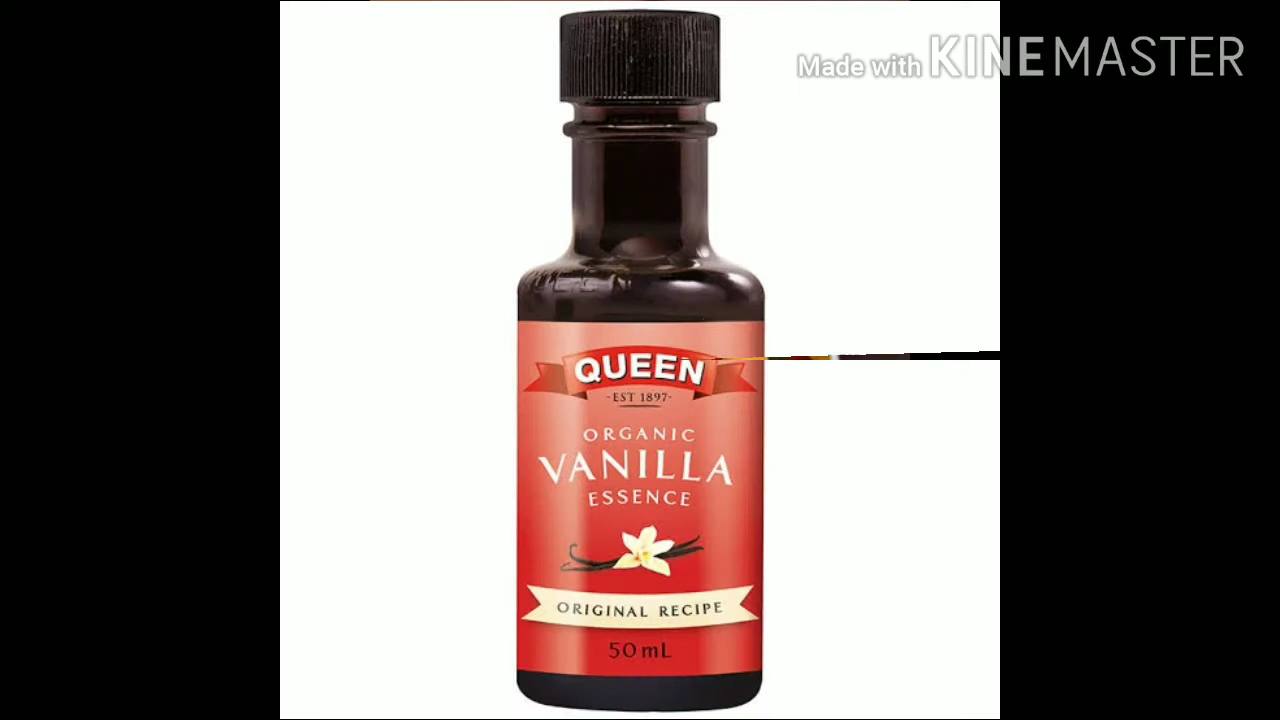 Made with KINEMASTER
QUEEN
-EST 1897-
ORGANIC
VANILLA
ESSENCE
ORIGINAL RECIPE
50 mL